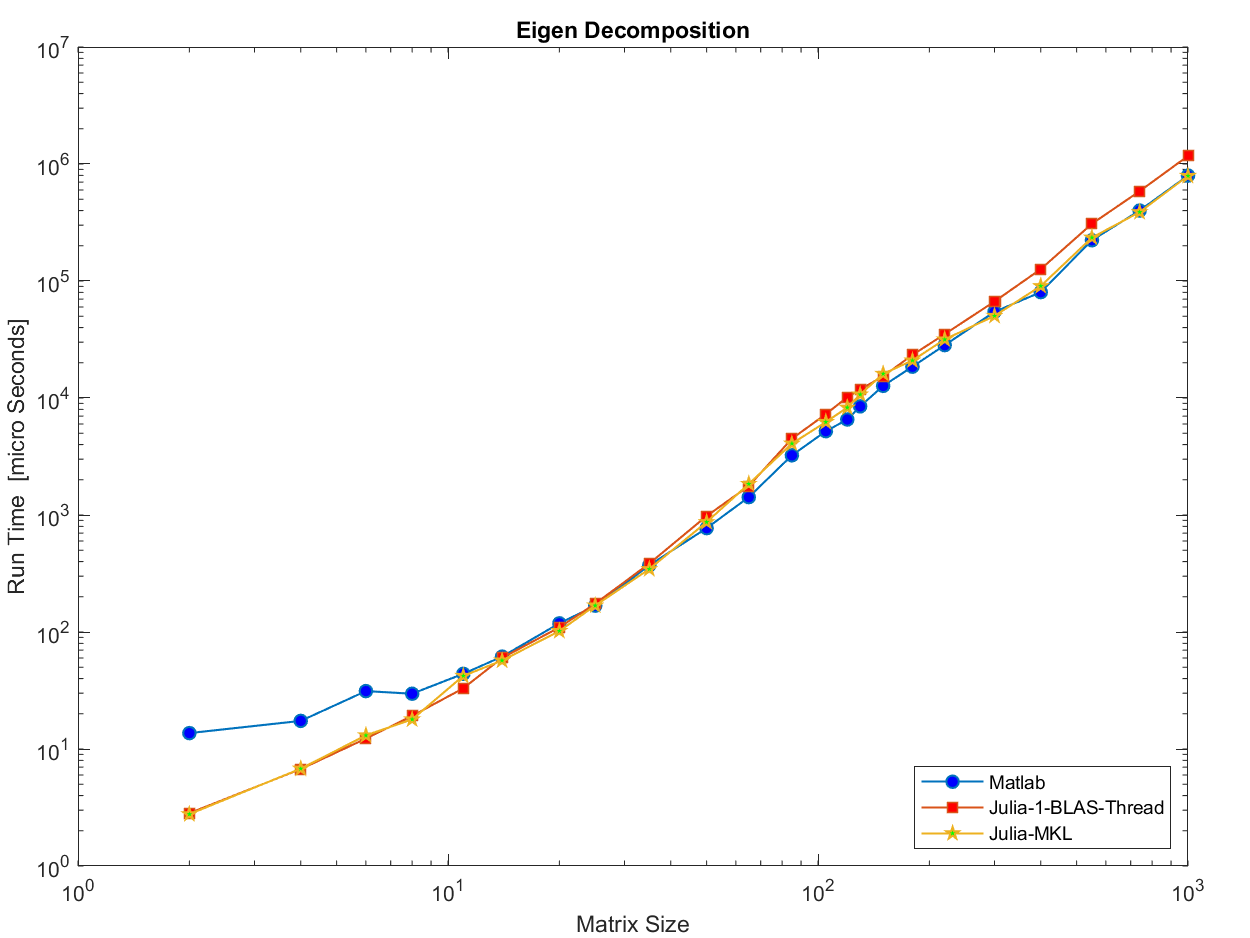 Eigen Decomposition
10^7
10^6
10^5
10^4
10^3
10^2
10^1
10^0
Run Time [micro Seconds]
10^0 10^1 10^2 10^3
Matrix Size
Matlab
Julia-1-BLAS-Thread
Julia-MKL